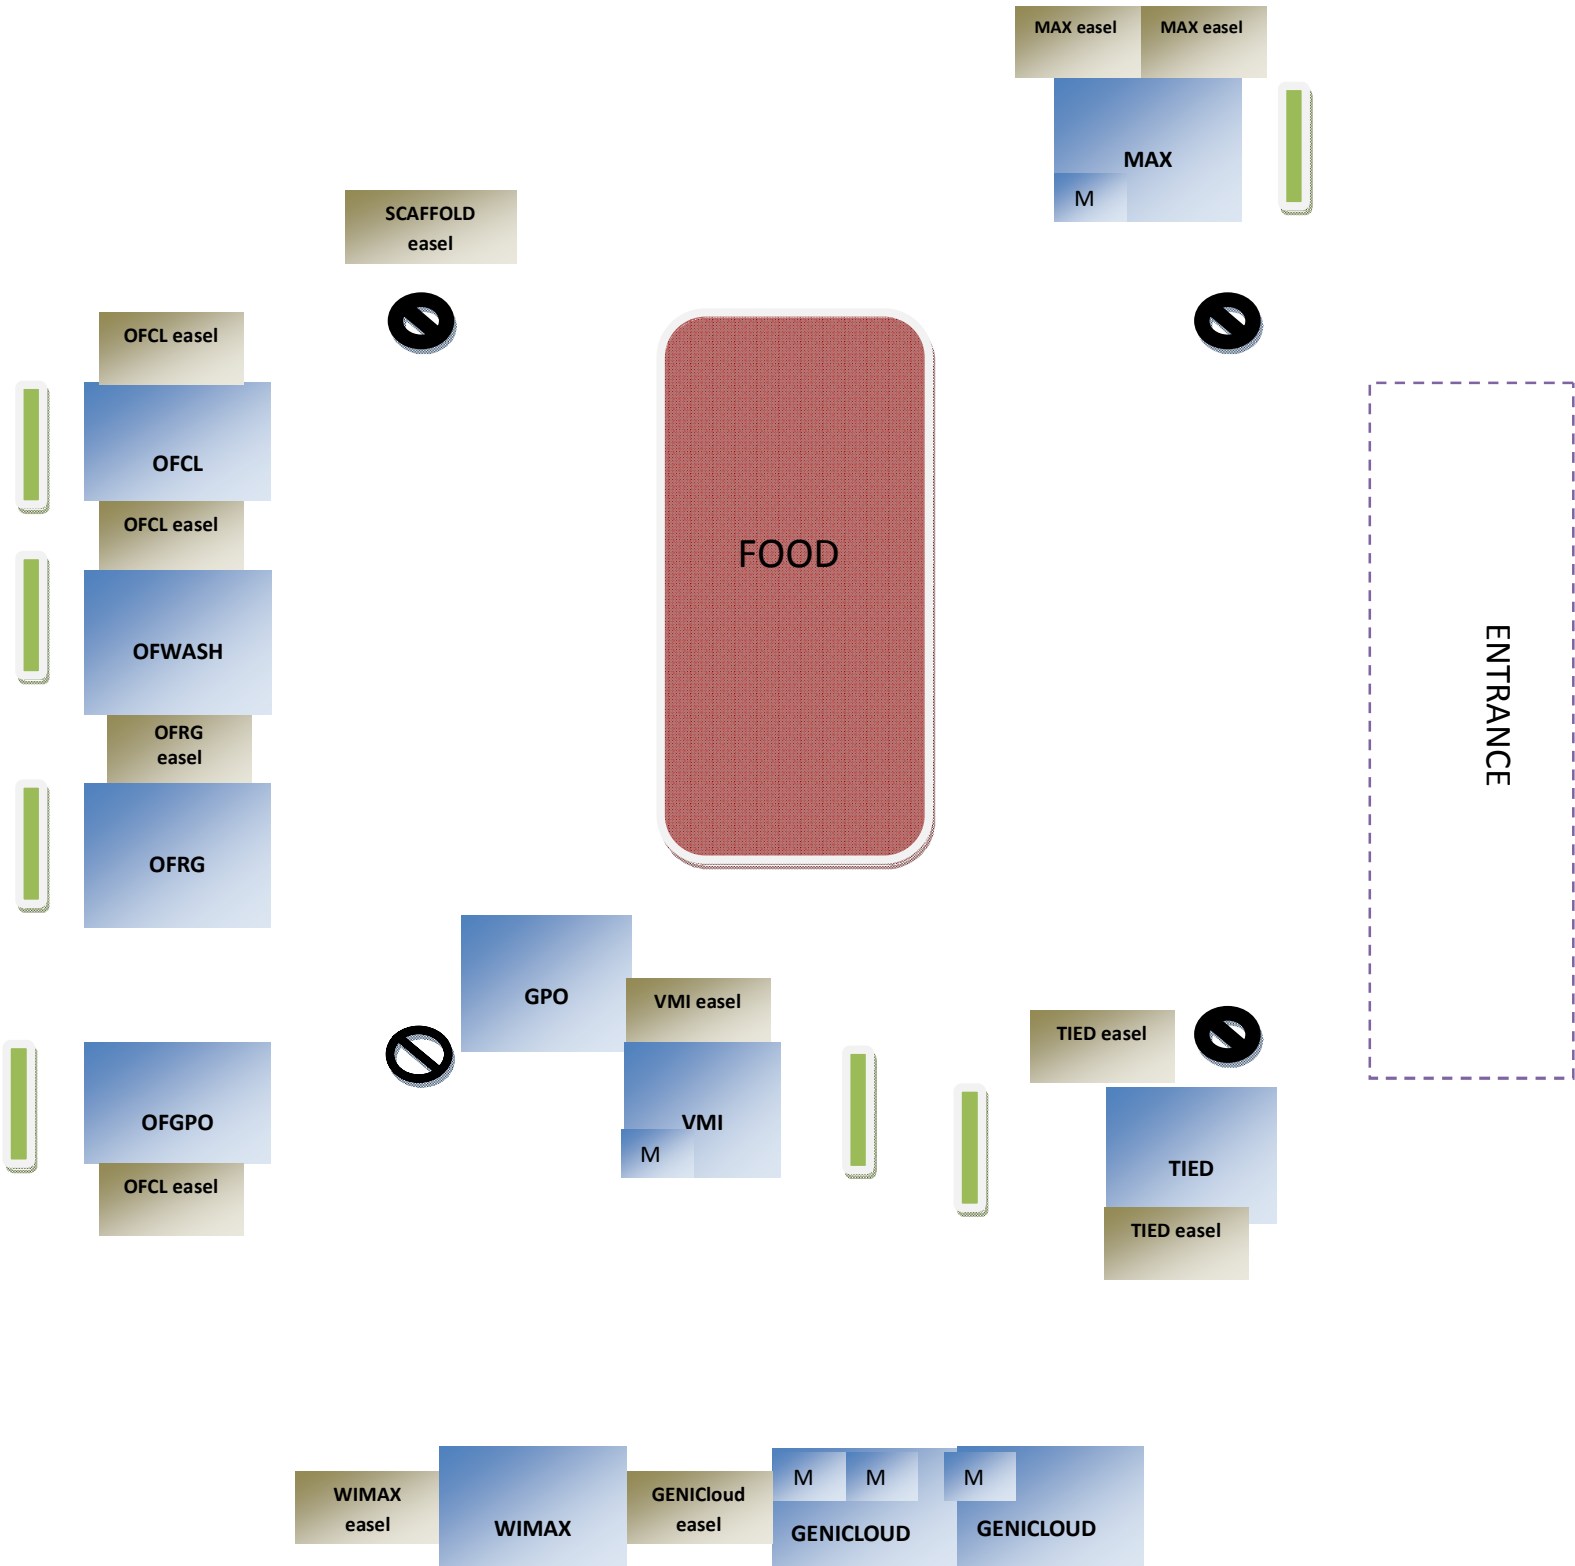 MAX easel MAX easel
MAX
M
SCAFFOLD
easel
OFCL easel
OFCL
OFCL easel
FOOD
OFWASH
ENTRANCE
OFRG
easel
OFRG
GPO
VMI easel
TIED easel
OFGPO
VMI
M
TIED
OFCL easel
TIED easel
WIMAX
easel
WIMAX
GENICloud
easel
M M
GENICLOUD
M
GENICLOUD